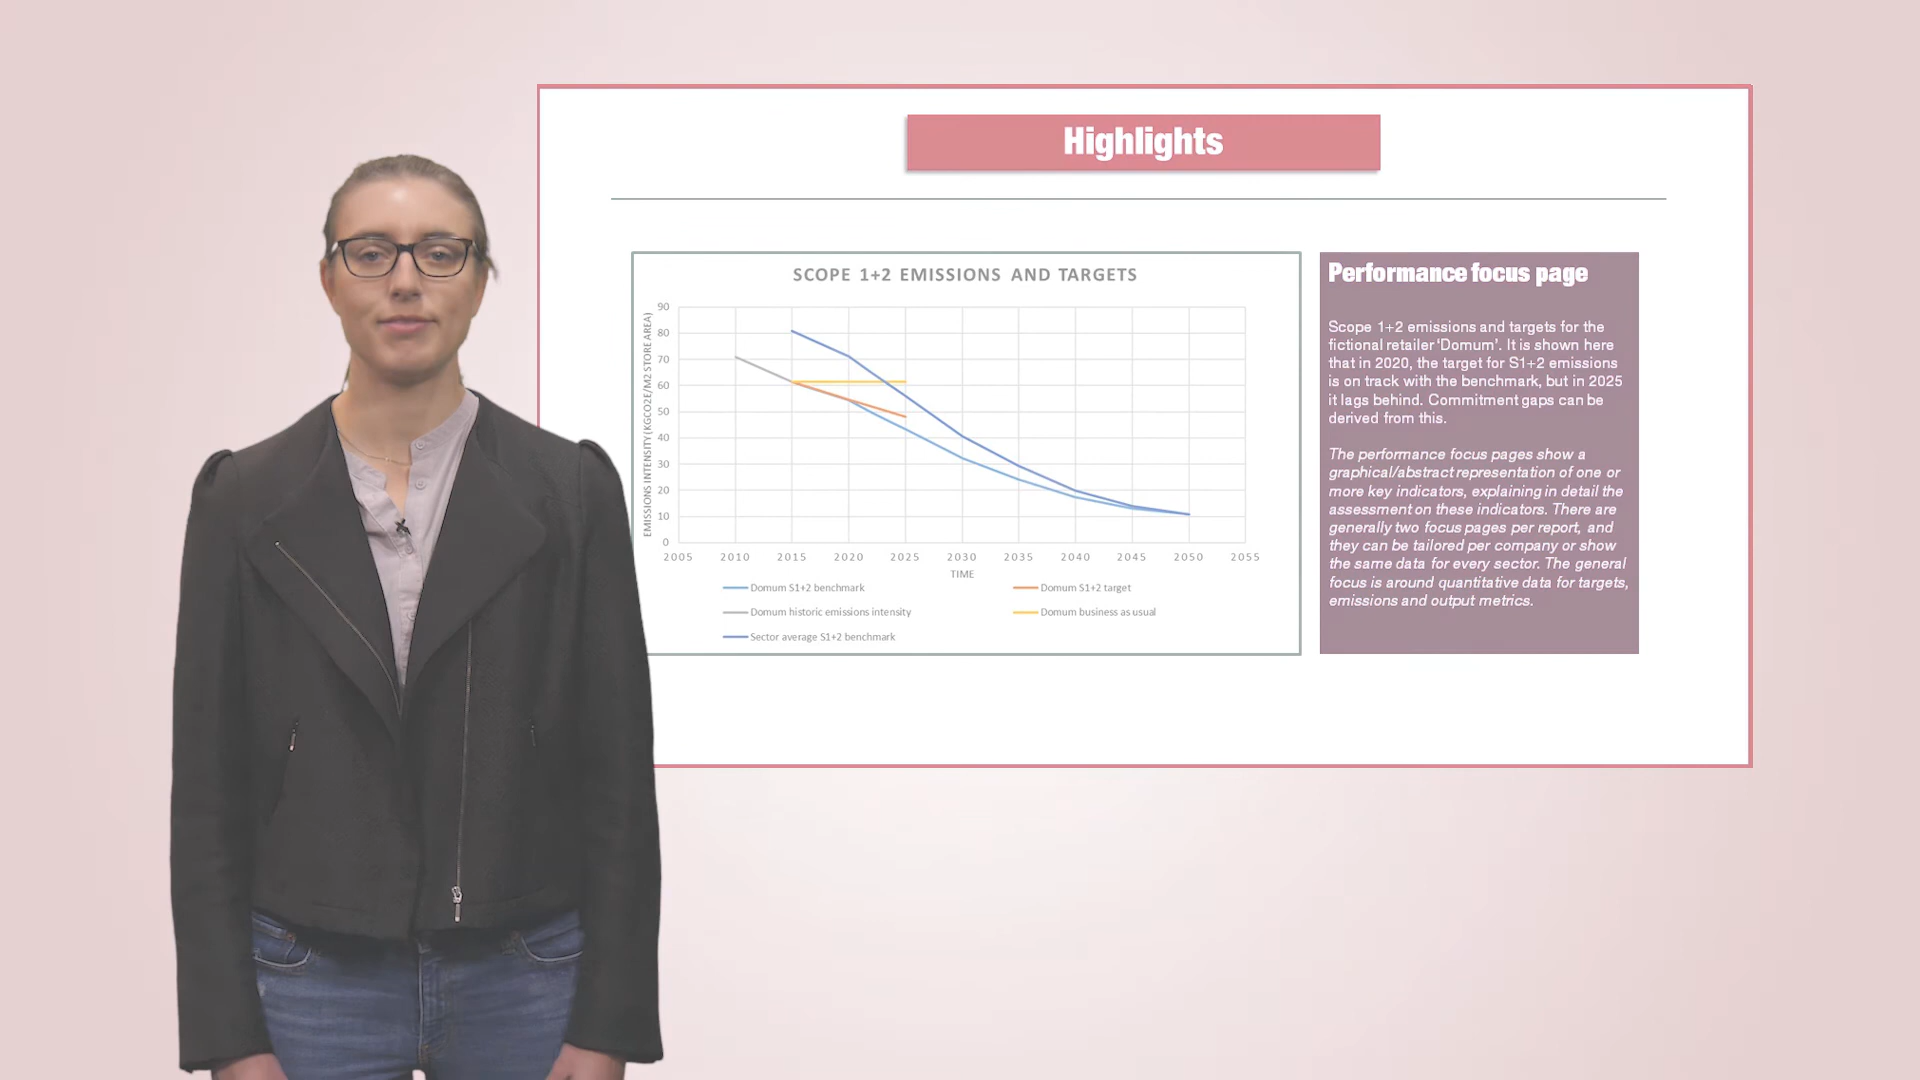 Highlights
SCOPE 1+2 EMISSIONS AND TARGETS
EMISSIONS INTENSITY (KGCO2E/M2 STORE AREA)
90
80
70
60
50
40
30
20
10
0
2005 2010 2015 2020 2025 2030 2035 2040 2045 2050 2055
TIME
Domum S1+2 benchmark Domum S1+2 target
Domum historic emissions intensity Domum business as usual
Sector average S1+2 benchmark
Performance focus page
Scope 1+2 emissions and targets for the
fictional retailer ‘Domum’. It is shown here
that in 2020, the target for S1+2 emissions
is on track with the benchmark, but in 2025
it lags behind. Commitment gaps can be
derived from this.
The performance focus pages show a
graphical/abstract representation of one or
more key indicators, explaining in detail the
assessment on these indicators. There are
generally two focus pages per report, and
they can be tailored per company or show
the same data for every sector. The general
focus is around quantitative data for targets,
emissions and output metrics.